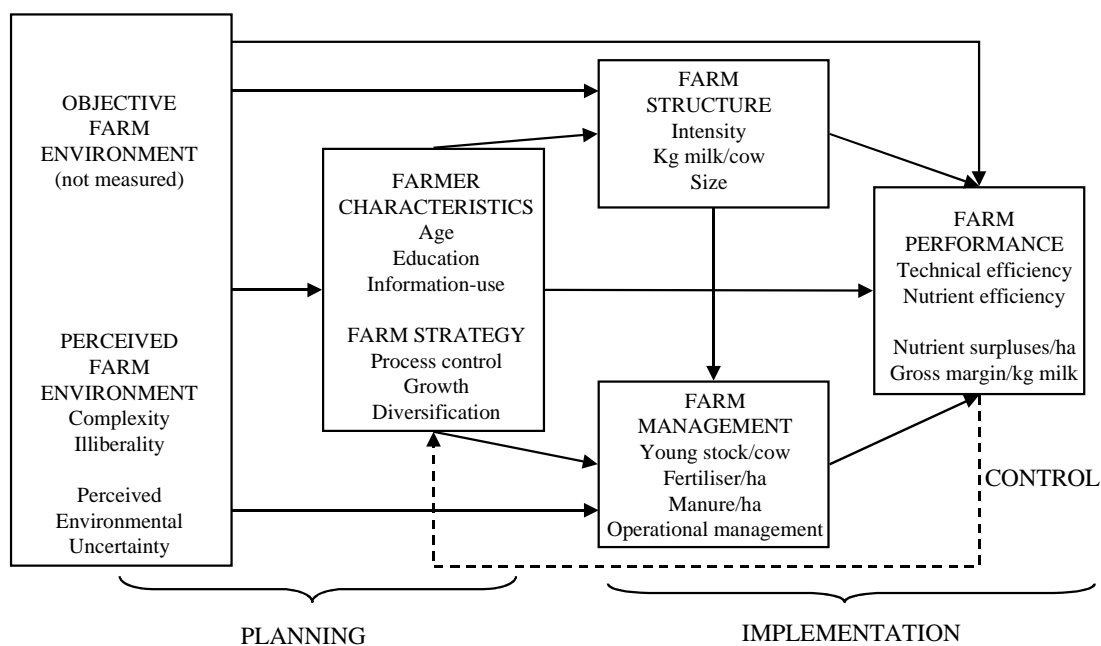 OBJECTIVE
FARM
ENVIRONMENT
(not measured)
PERCEIVED
FARM
ENVIRONMENT
Complexity
Illiberality
Perceived
Environmental
Uncertainty
FARMER
CHARACTERISTICS
Age
Education
Information-use
FARM STRATEGY
Process control
Growth
Diversification
FARM
STRUCTURE
Intensity
Kg milk/cow
Size
FARM
MANAGEMENT
Young stock/cow
Fertiliser/ha
Manure/ha
Operational management
FARM
PERFORMANCE
Technical efficiency
Nutrient efficiency
Nutrient surpluses/ha
Gross margin/kg milk
CONTROL
PLANNING
IMPLEMENTATION